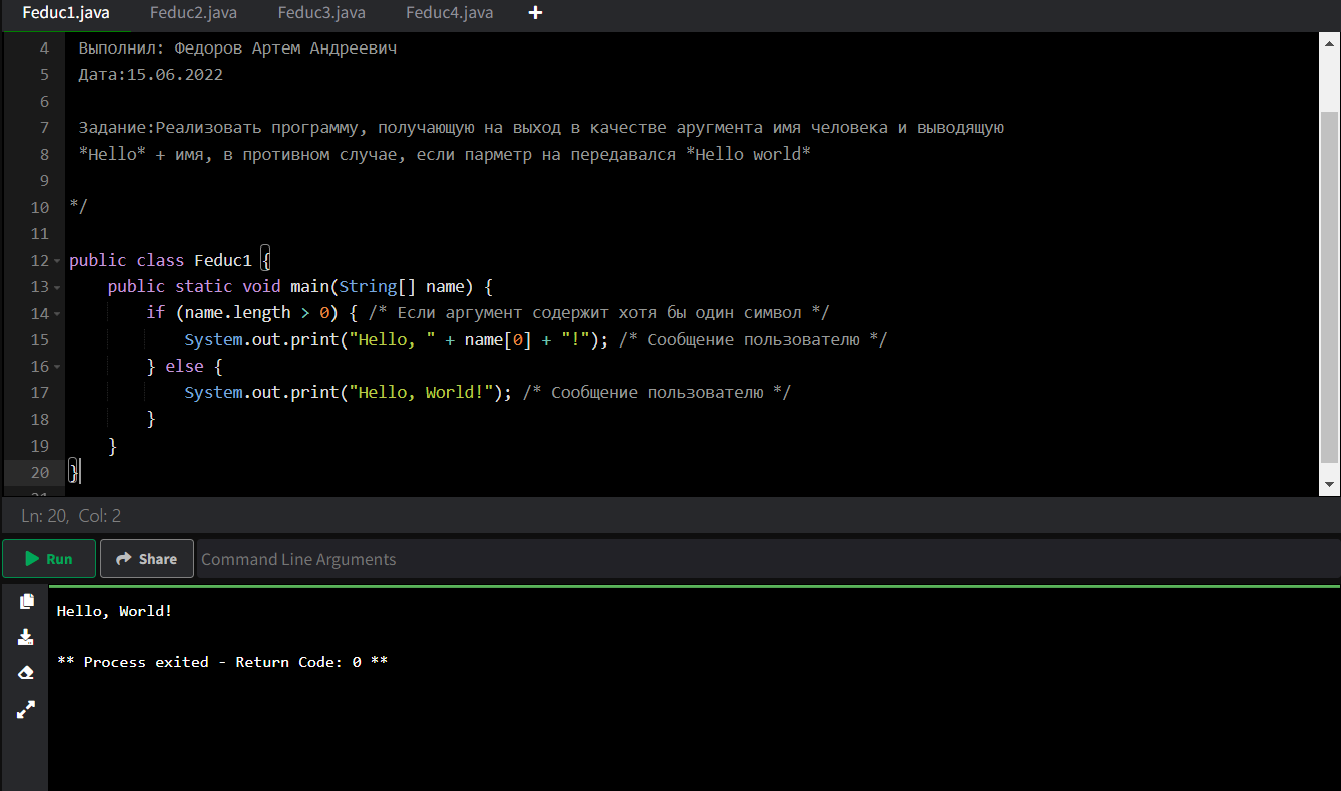 Feduc1.java Feduc2.java Feduc3.java Feduc4.java +
4 Выполнил: Федоров Артем Андреевич
5 Дата:15.06.2022
6
7 Задание:Реализовать программу, получающую на выход в качестве аругмента имя человека и выводящую
8 *Hello* + имя, в противном случае, если парметр на передавался *Hello world*
9
10 */
11
12 public class Feduc1 {
13 public static void main(String[] name) {
14 if (name.length > 0) { /* Если аргумент содержит хотя бы один символ */
15 System.out.print("Hello, " + name[0] + "!"); /* Сообщение пользователю */
16 } else {
17 System.out.print("Hello, World!"); /* Сообщение пользователю */
18 }
19 }
20 }
Ln: 20, Col: 2
Run Share Command Line Arguments
Hello, World!
** Process exited - Return Code: 0 **